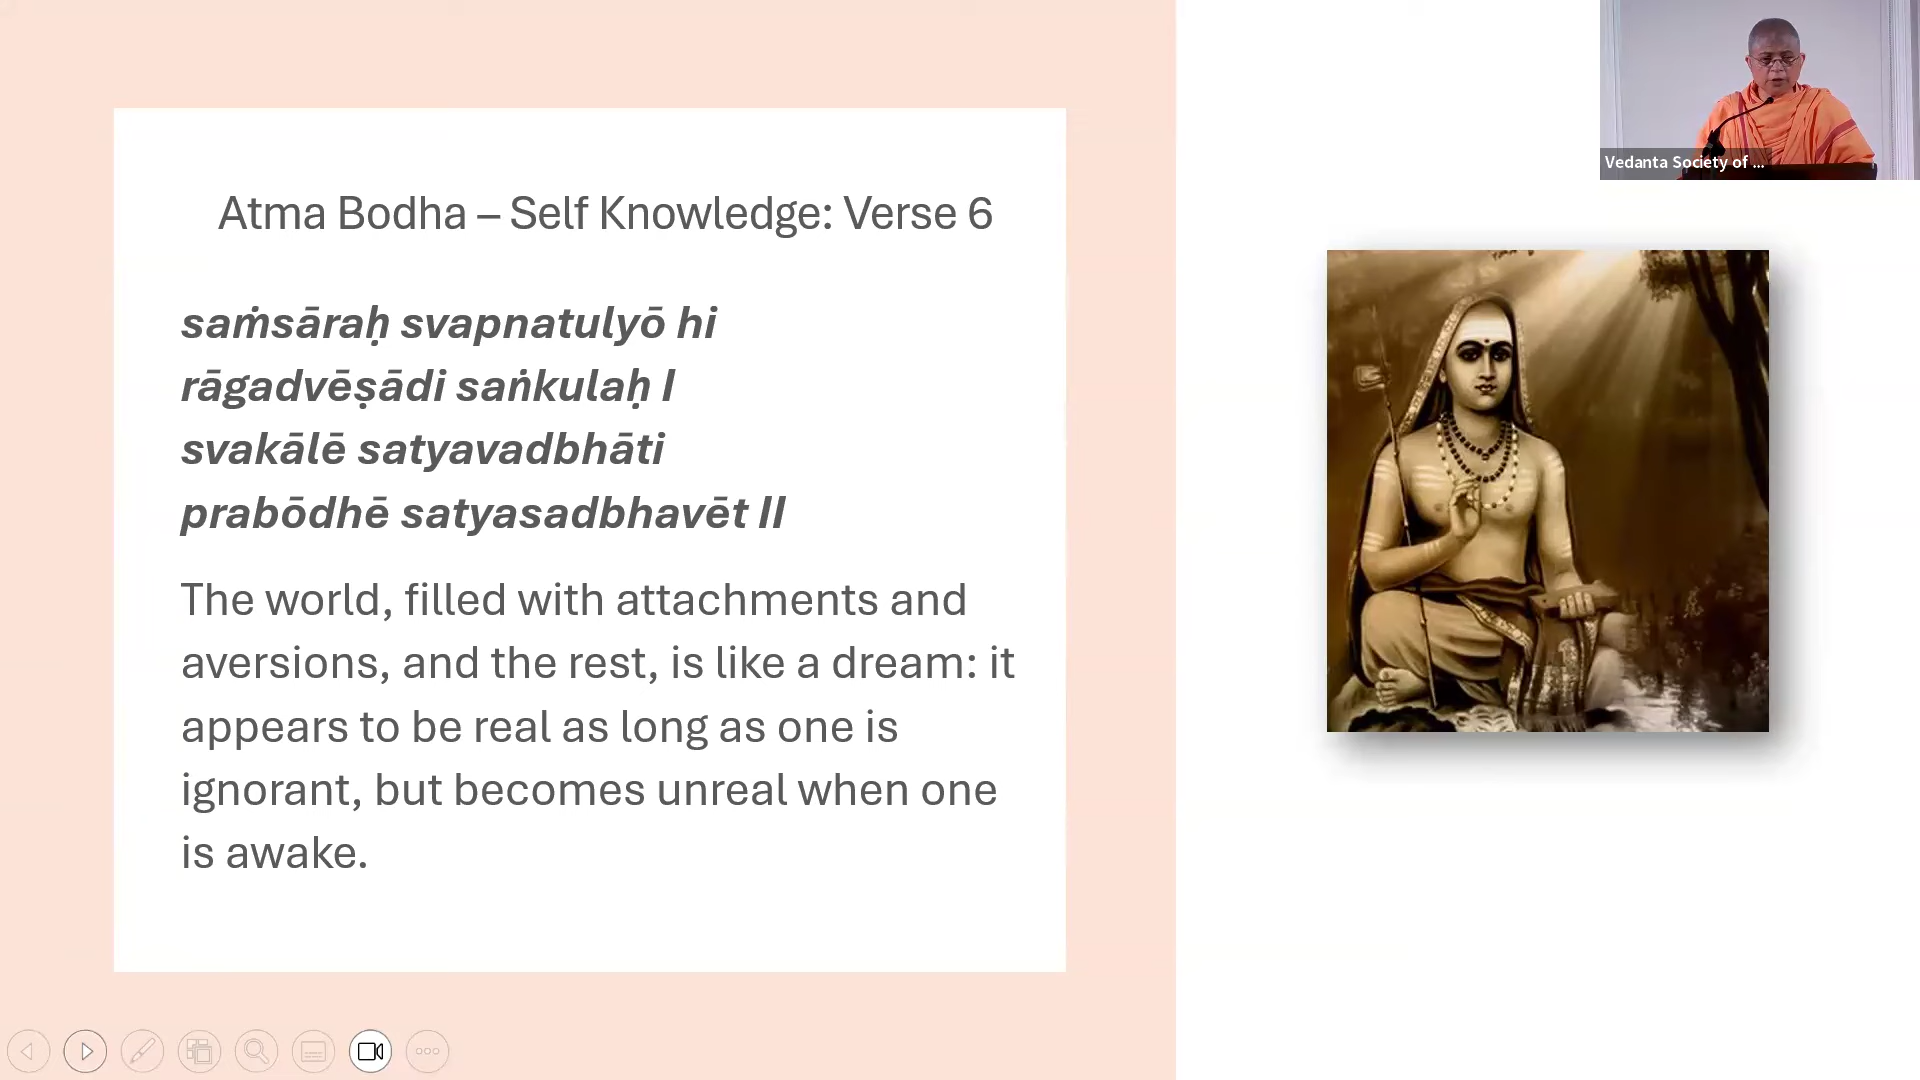 Vedanta Society of ...
Atma Bodha – Self Knowledge: Verse 6
saṁsāraḥ svapnatulyō hi
rāgadvēṣādi saṅkulaḥ l
svakālē satyavadbhāti
prabōdhē satyasadbhavēt ll
The world, filled with attachments and
aversions, and the rest, is like a dream: it
appears to be real as long as one is
ignorant, but becomes unreal when one
is awake.